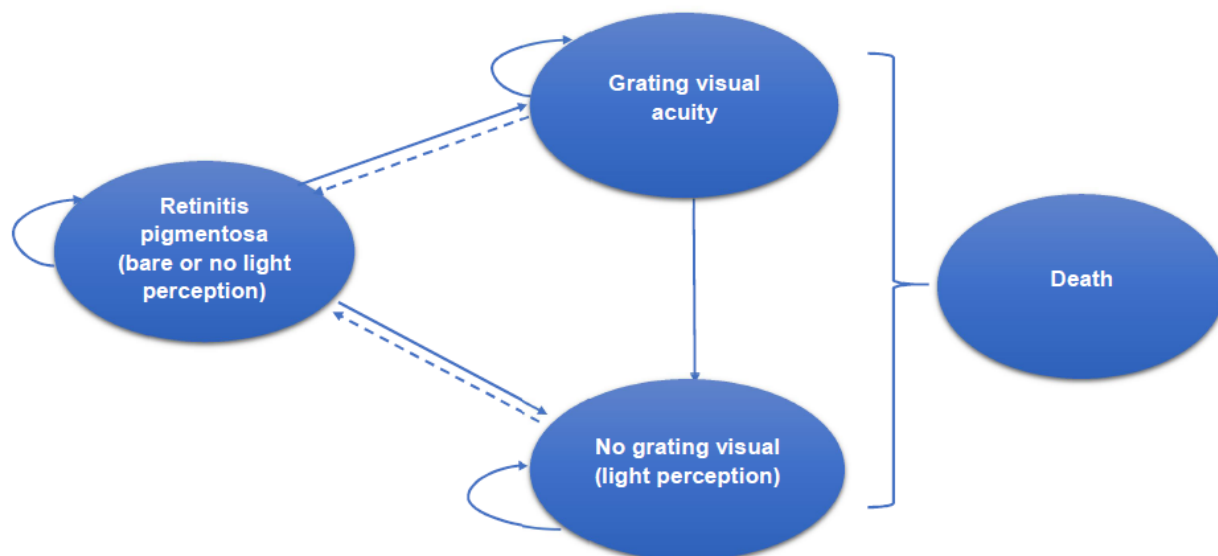 Grating visual
acuity
Retinitis
pigmentosa
(bare or no light
perception)
Death
No grating visual
(light perception)